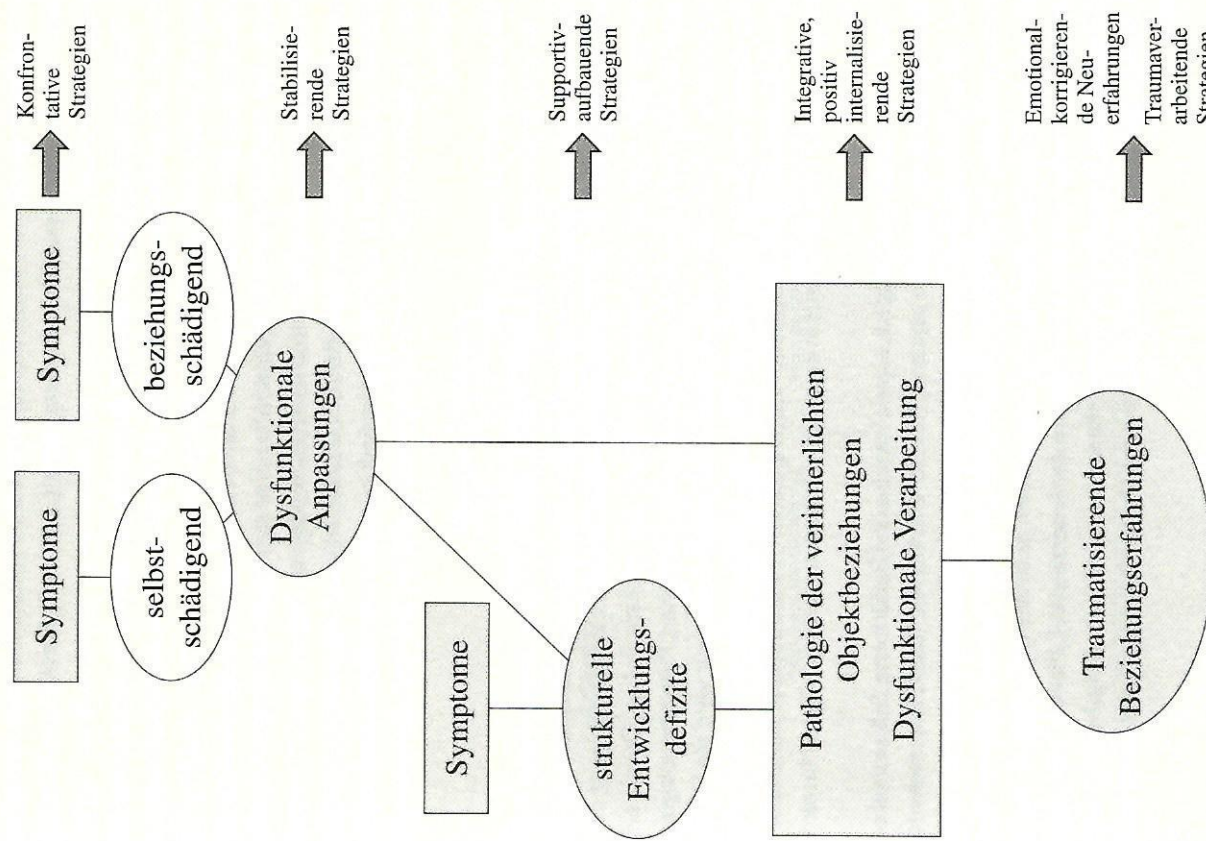 Symptome
Symptome
Konfron-
tative
Strategien
selbst-
schädigend
beziehungs-
schädigend
Dysfunktionale
Anpassungen
Stabilisie-
rende
Strategien
Symptome
strukturelle
Entwicklungs-
defizite
Supportiv-
aufbauende
Strategien
Pathologie der verinnerlichten
Objektbeziehungen
Dysfunktionale Verarbeitung
Integrative,
positiv
internalisie-
rende
Strategien
Traumatisierende
Beziehungserfahrungen
Emotional-
korrigieren-
de Neu-
erfahrungen
Traumaver-
arbeitende
Strategien